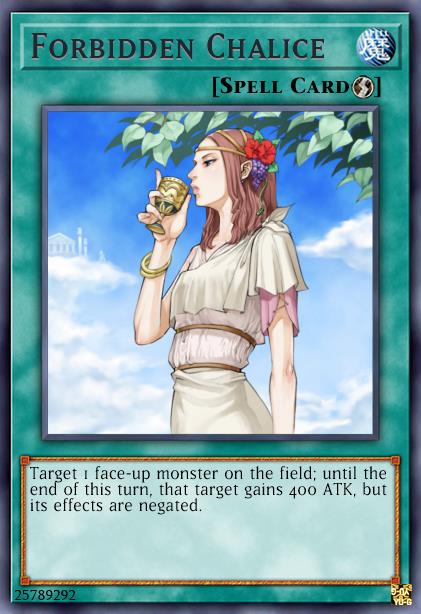 Forbidden Chalice
魔
[Spell Card]
Target 1 face-up monster on the field; until the
end of this turn, that target gains 400 ATK, but
its effects are negated.
25789292